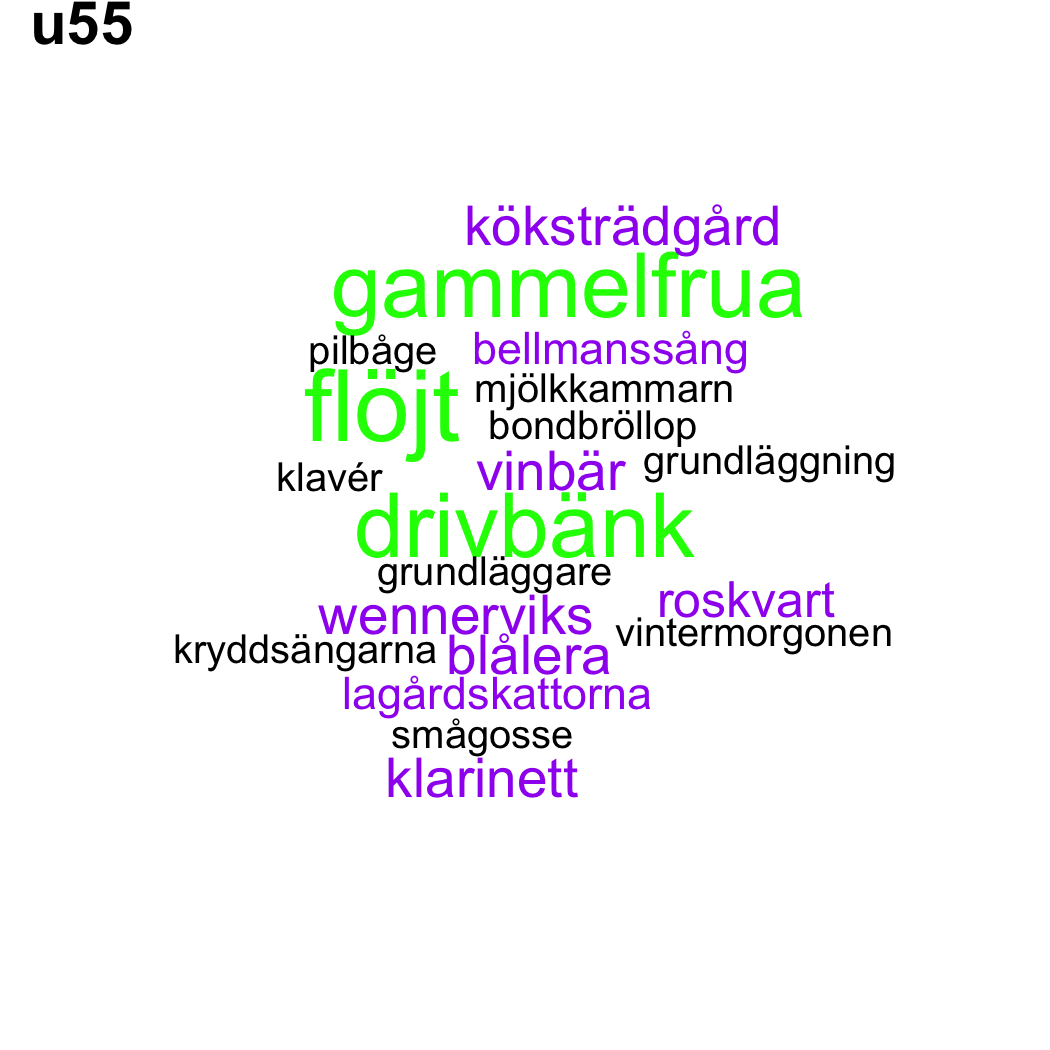 u55
köksträdgård
gammelfrua
pilbåge bellmanssång
flöjt mjölkkammarn
bondbröllop
klavér vinbär grundläggning
drivbänk
grundläggare
wennerviks roskvart
kryddsängarna blålera vintermorgonen
lagårdskattorna
smågosse
klarinett